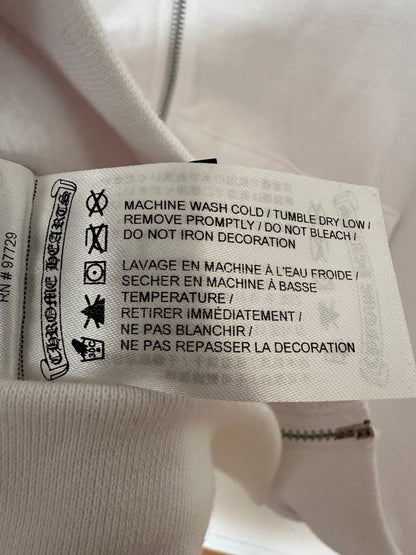 RN # 97729
CHROME HEARTS
MACHINE WASH COLD / TUMBLE DRY LOW /
REMOVE PROMPTLY / DO NOT BLEACH /
DO NOT IRON DECORATION
LAVAGE EN MACHINE À L'EAU FROIDE /
SECHER EN MACHINE À BASSE
TEMPERATURE /
RETIRER IMMÉDIATEMENT /
NE PAS BLANCHIR /
NE PAS REPASSER LA DECORATION